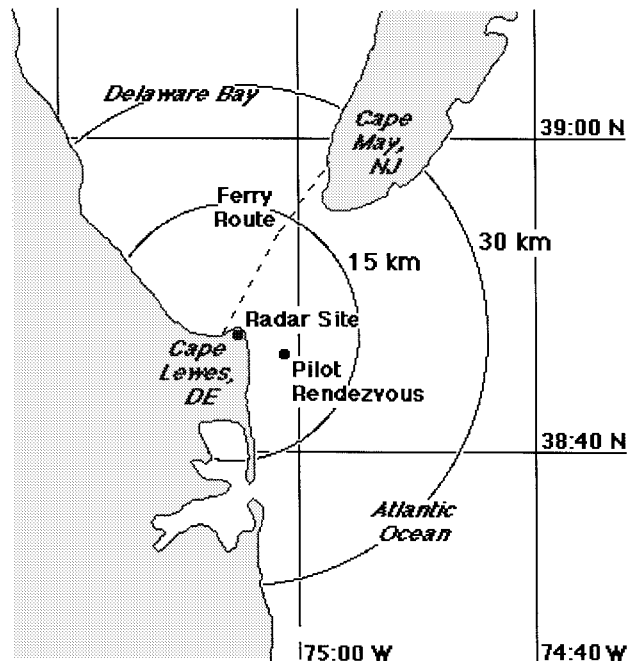 Delaware Bay
Cape
May,
NJ
39:00 N
Ferry
Route
30 km
15 km
Radar Site
Cape
Lewes,
DE
Pilot
Rendezvous
38:40 N
Atlantic
Ocean
75:00 W
74:40 W